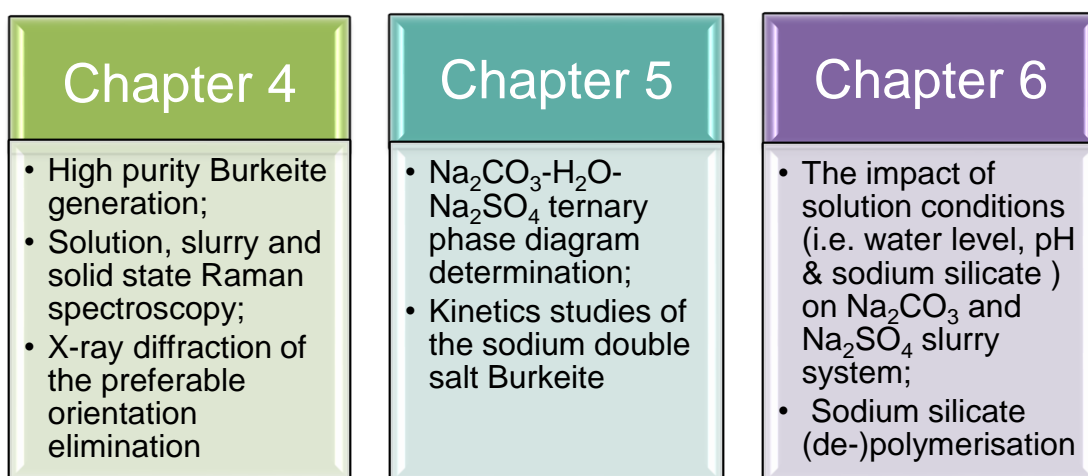 Chapter 4
• High purity Burkeite
generation;
• Solution, slurry and
solid state Raman
spectroscopy;
• X-ray diffraction of
the preferable
orientation
elimination
Chapter 5
• Na₂CO₃-H₂O-
Na₂SO₄ ternary
phase diagram
determination;
• Kinetics studies of
the sodium double
salt Burkeite
Chapter 6
• The impact of
solution conditions
(i.e. water level, pH
& sodium silicate )
on Na₂CO₃ and
Na₂SO₄ slurry
system;
• Sodium silicate
(de-)polymerisation